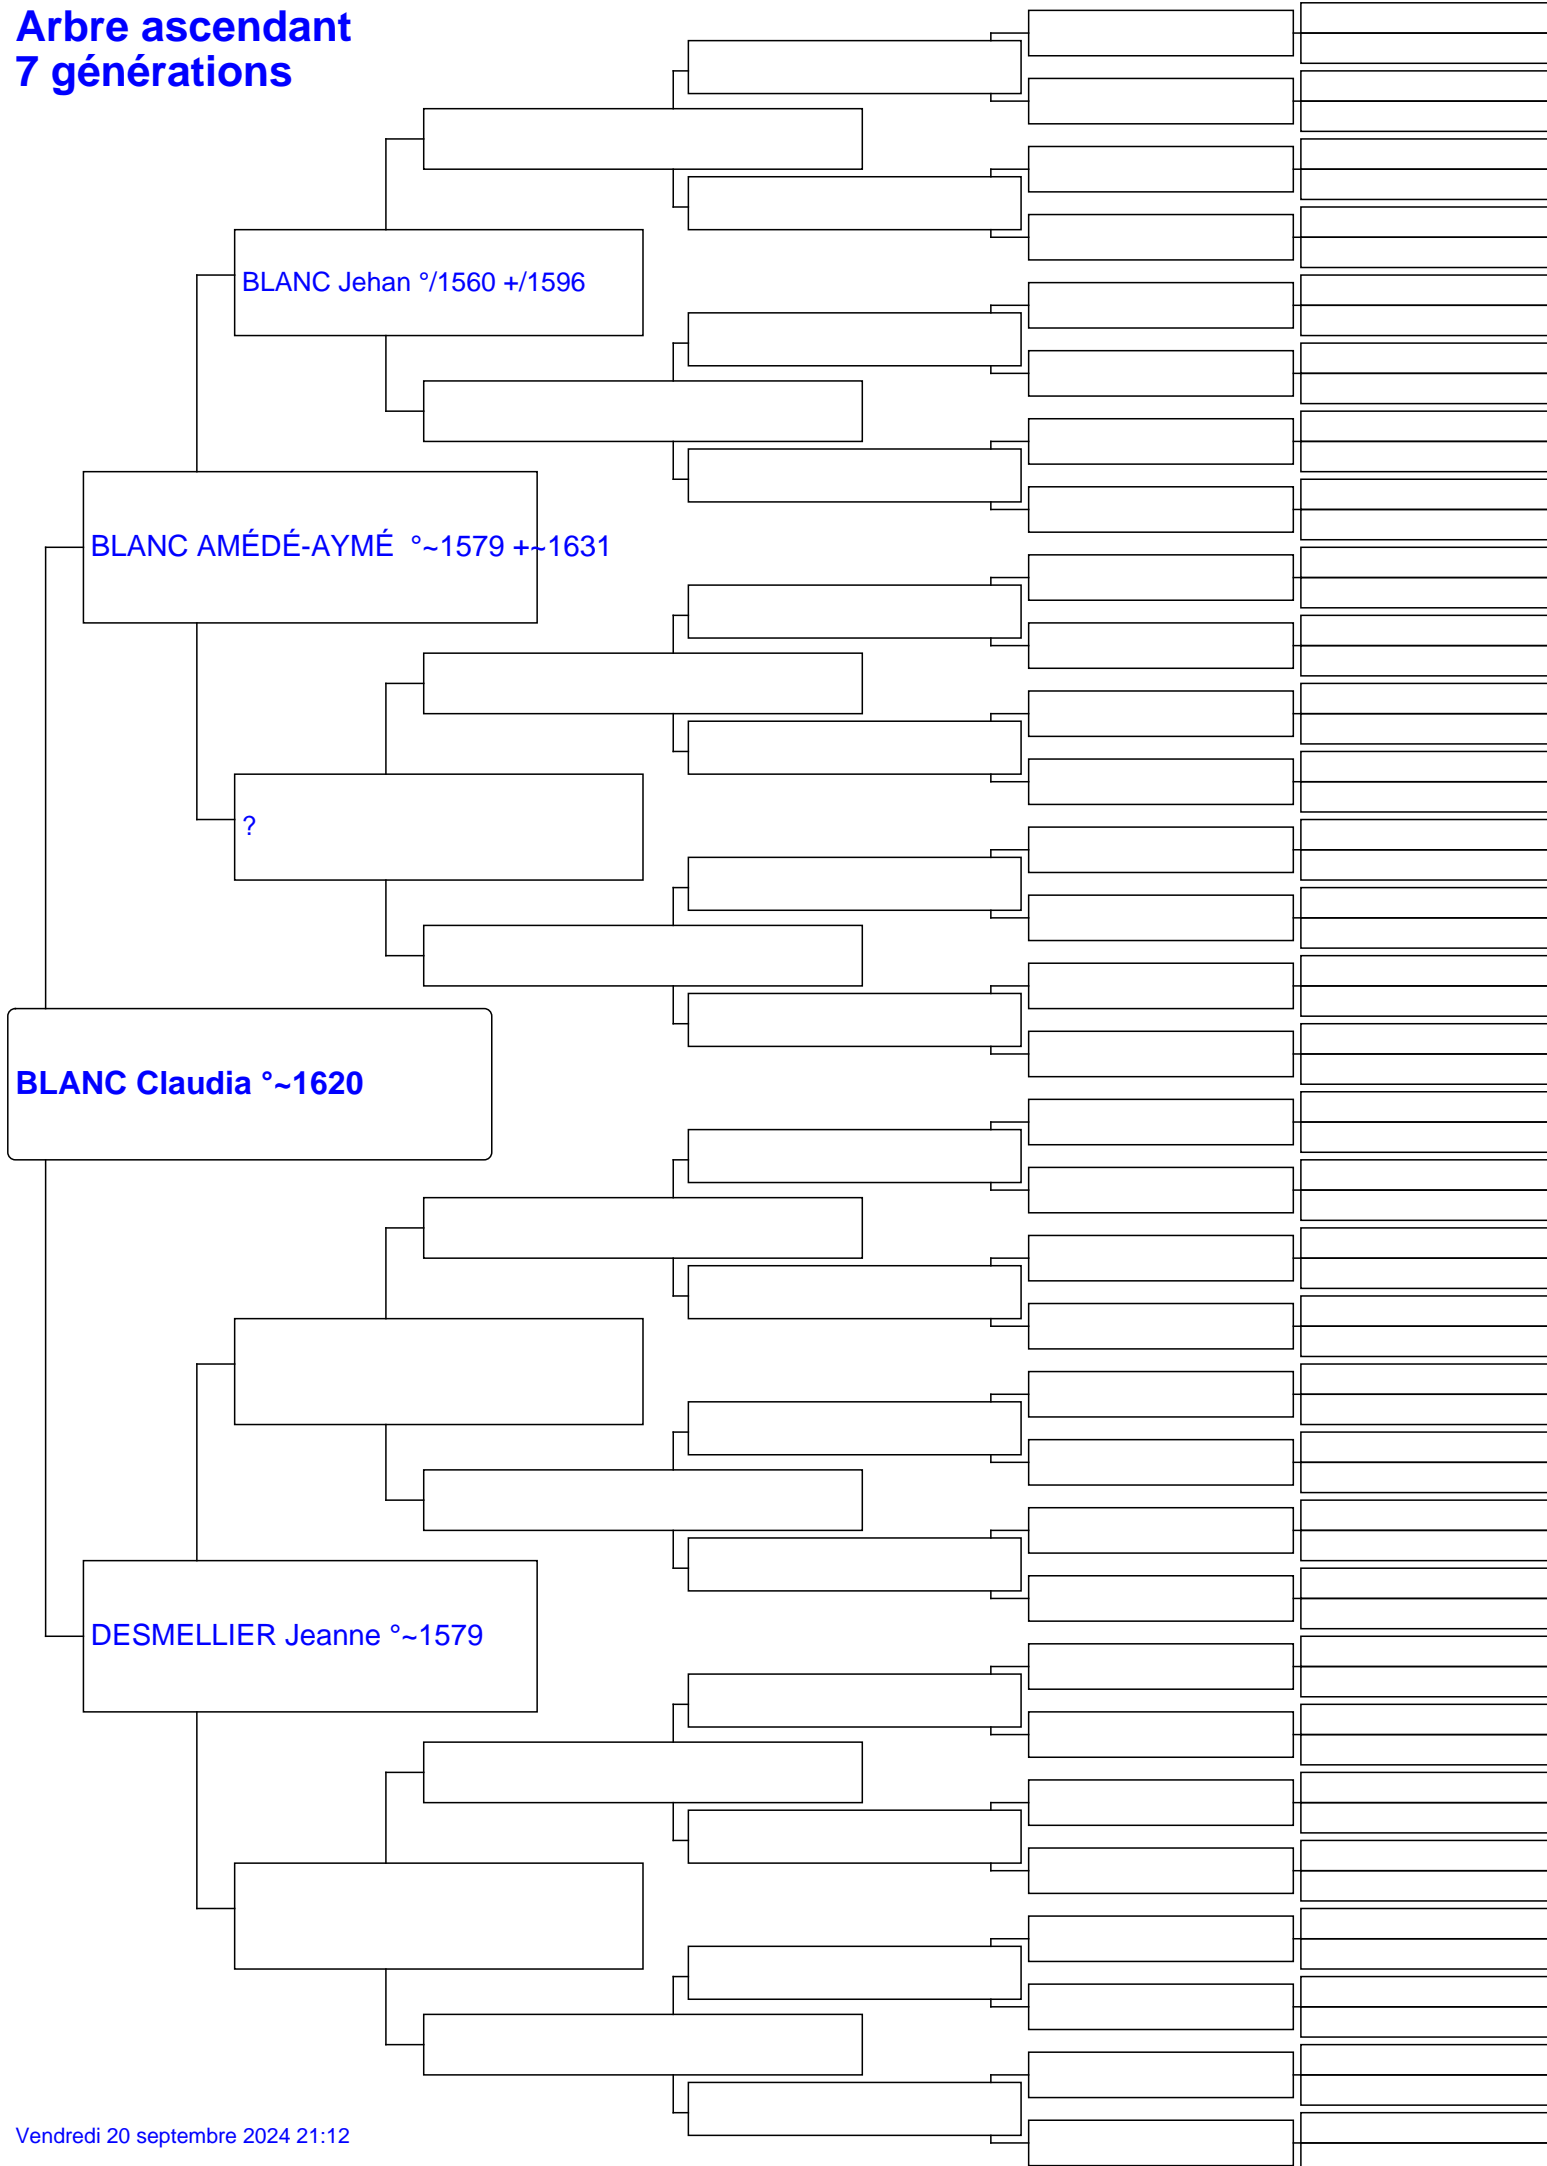 Arbre ascendant
7 générations
BLANC Jehan °/1560 +/1596
BLANC AMÉDÉ-AYMÉ  °~1579 +~1631
?
BLANC Claudia °~1620
DESMELLIER Jeanne °~1579
Vendredi 20 septembre 2024 21:12